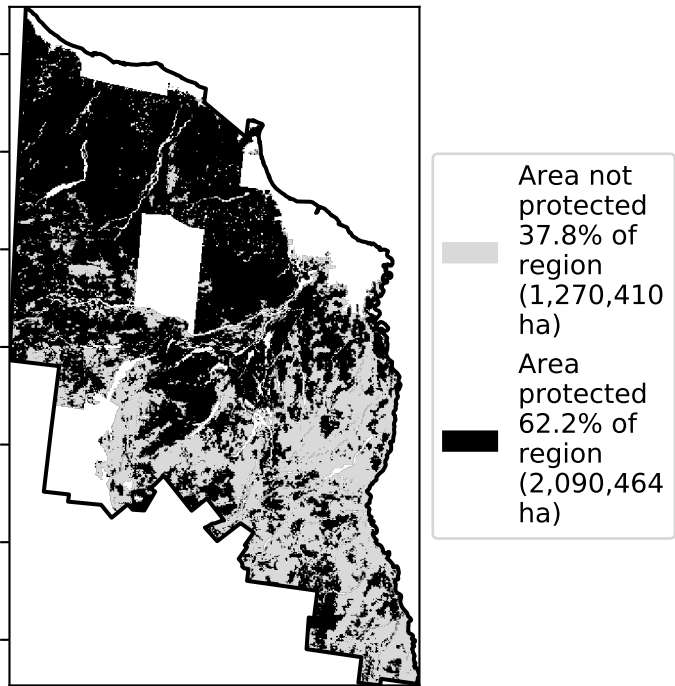 Area not
protected
37.8% of
region
(1,270,410
ha)
Area
protected
62.2% of
region
(2,090,464
ha)